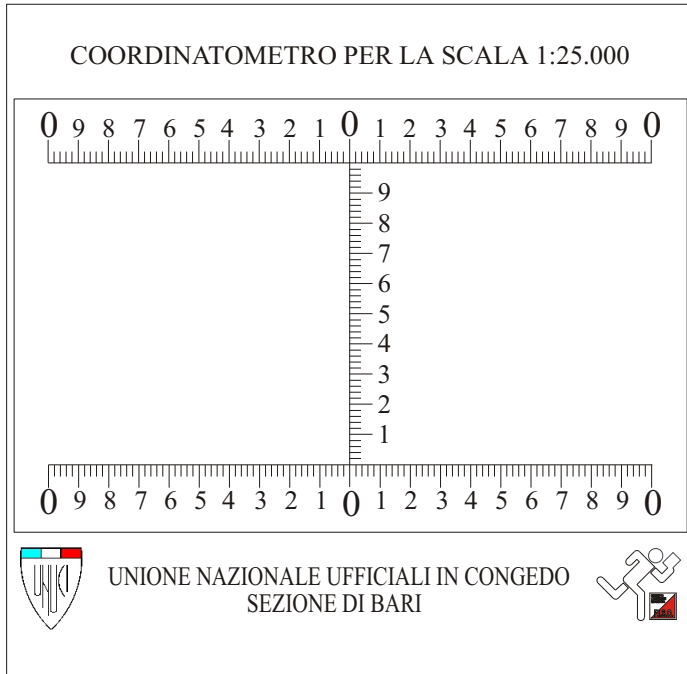 COORDINATOMETRO PER LA SCALA 1:25.000
0 9 8 7 6 5 4 3 2 1 0 1 2 3 4 5 6 7 8 9 0
9
8
7
6
5
4
3
2
1
0 9 8 7 6 5 4 3 2 1 0 1 2 3 4 5 6 7 8 9 0
UNUCI
UNIONE NAZIONALE UFFICIALI IN CONGEDO
SEZIONE DI BARI